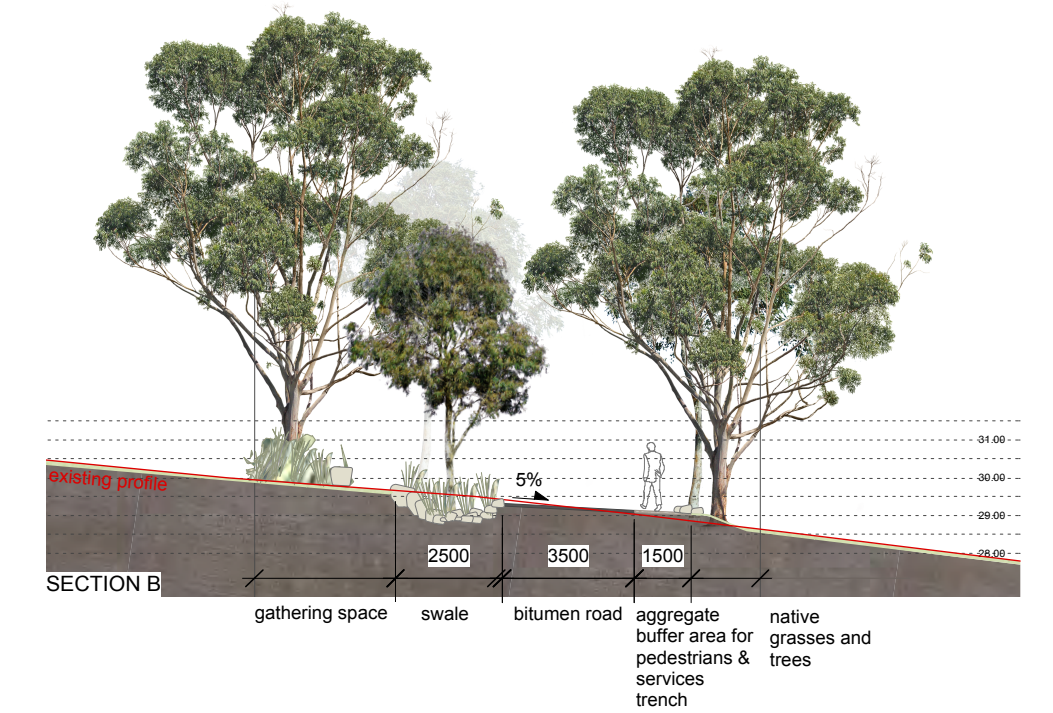 31.00
existing profile
30.00
5%
29.00
2500
3500
1500
28.00
SECTION B
gathering space
swale
bitumen road
aggregate
buffer area for
pedestrians &
services
trench
native
grasses and
trees